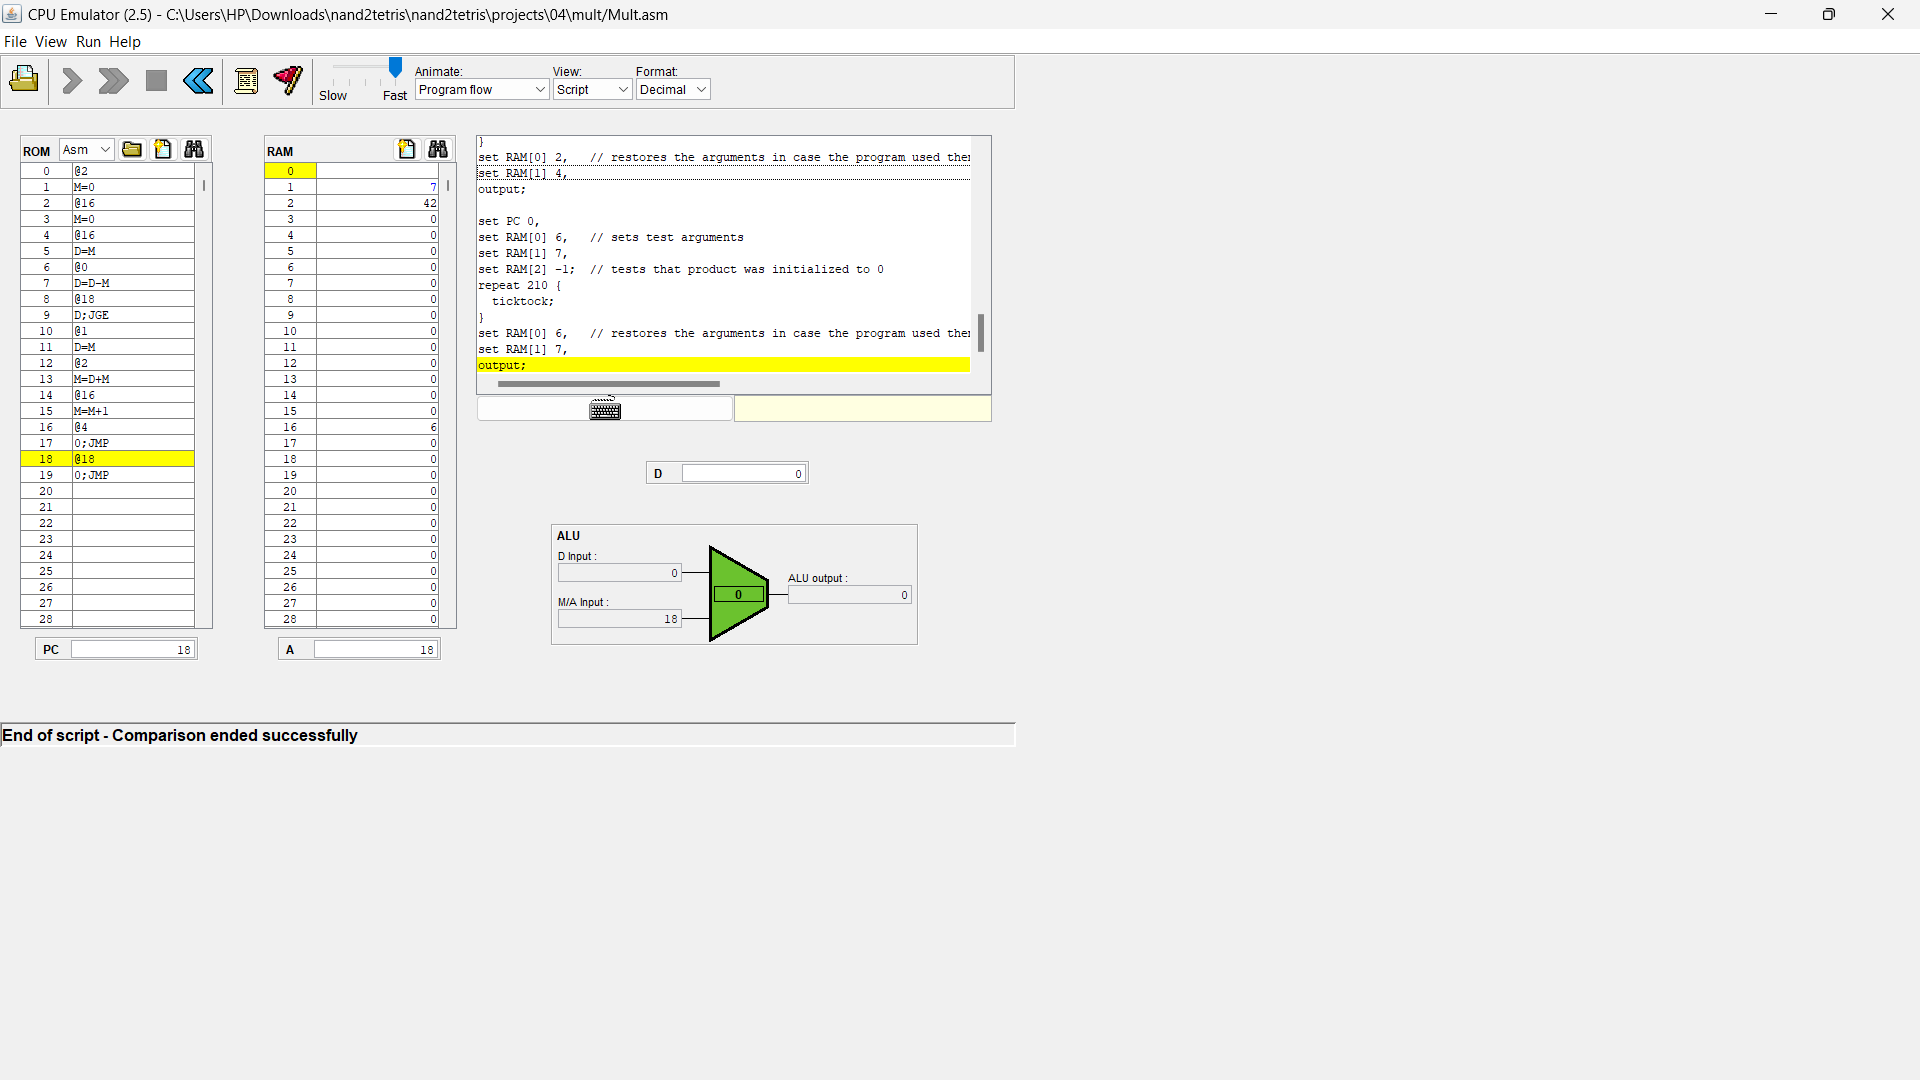 CPU Emulator (2.5) - C:\Users\HP\Downloads\nand2tetris\nand2tetris\projects\04\mult/Mult.asm
File View Run Help
Slow
Fast
Animate:
Program flow
View:
Script
Format:
Decimal
ROM Asm
0 @2
1 M=0
2 @16
3 M=0
4 @16
5 D=M
6 @0
7 D=D-M
8 @18
9 D;JGE
10 @1
11 D=M
12 @2
13 M=D+M
14 @16
15 M=M+1
16 @4
17 0;JMP
18 @18
19 0;JMP
20
21
22
23
24
25
26
27
28
PC 18
RAM
0
1 7
2 42
3 0
4 0
5 0
6 0
7 0
8 0
9 0
10 0
11 0
12 0
13 0
14 0
15 0
16 6
17 0
18 0
19 0
20 0
21 0
22 0
23 0
24 0
25 0
26 0
27 0
28 0
A 18
}
set RAM[0] 2, // restores the arguments in case the program used the
set RAM[1] 4,
output;
set PC 0,
set RAM[0] 6, // sets test arguments
set RAM[1] 7,
set RAM[2] -1; // tests that product was initialized to 0
repeat 210 {
ticktock;
}
set RAM[0] 6, // restores the arguments in case the program used the
set RAM[1] 7,
output;
D 0
ALU
D Input :
0
M/A Input :
18
0
ALU output :
0
End of script - Comparison ended successfully